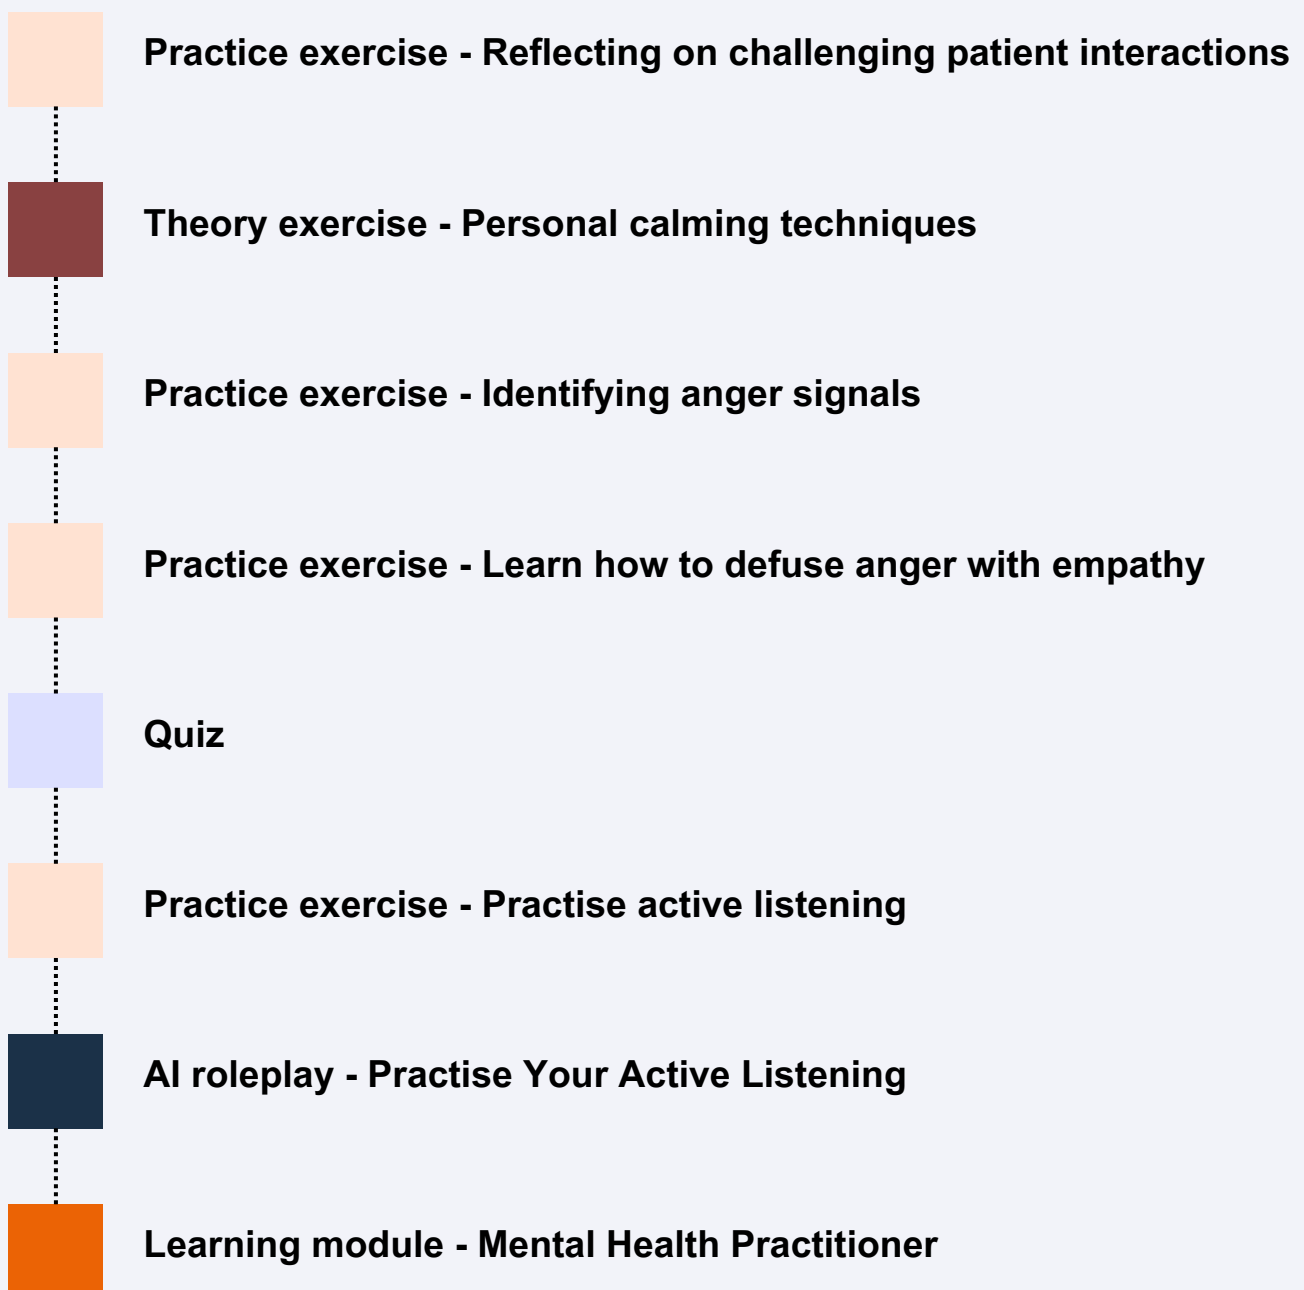 Practice exercise - Reflecting on challenging patient interactions
Theory exercise - Personal calming techniques
Practice exercise - Identifying anger signals
Practice exercise - Learn how to defuse anger with empathy
Quiz
Practice exercise - Practise active listening
AI roleplay - Practise Your Active Listening
Learning module - Mental Health Practitioner